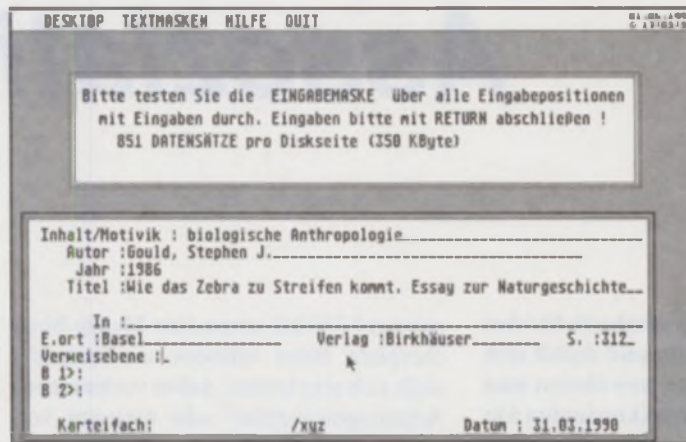 DESKTOP TEXTMASKEN HILFE QUIT
Bitte testen Sie die EINGABEMASKE über alle Eingabepositionen
mit Eingaben durch. Eingaben bitte mit RETURN abschließen !
851 DATENSÄTZE pro Diskseite (350 KByte)
Inhalt/Motivik : biologische Anthropologie
Autor :Gould, Stephen J.
Jahr :1986
Titel :Wie das Zebra zu Streifen kommt. Essay zur Naturgeschichte
In :
E.ort :Basel Verlag :Birkhäuser S. :312
Verweisebene :
B 1>:
B 2>:
Karteifach: /xyz Datum : 31.03.1990